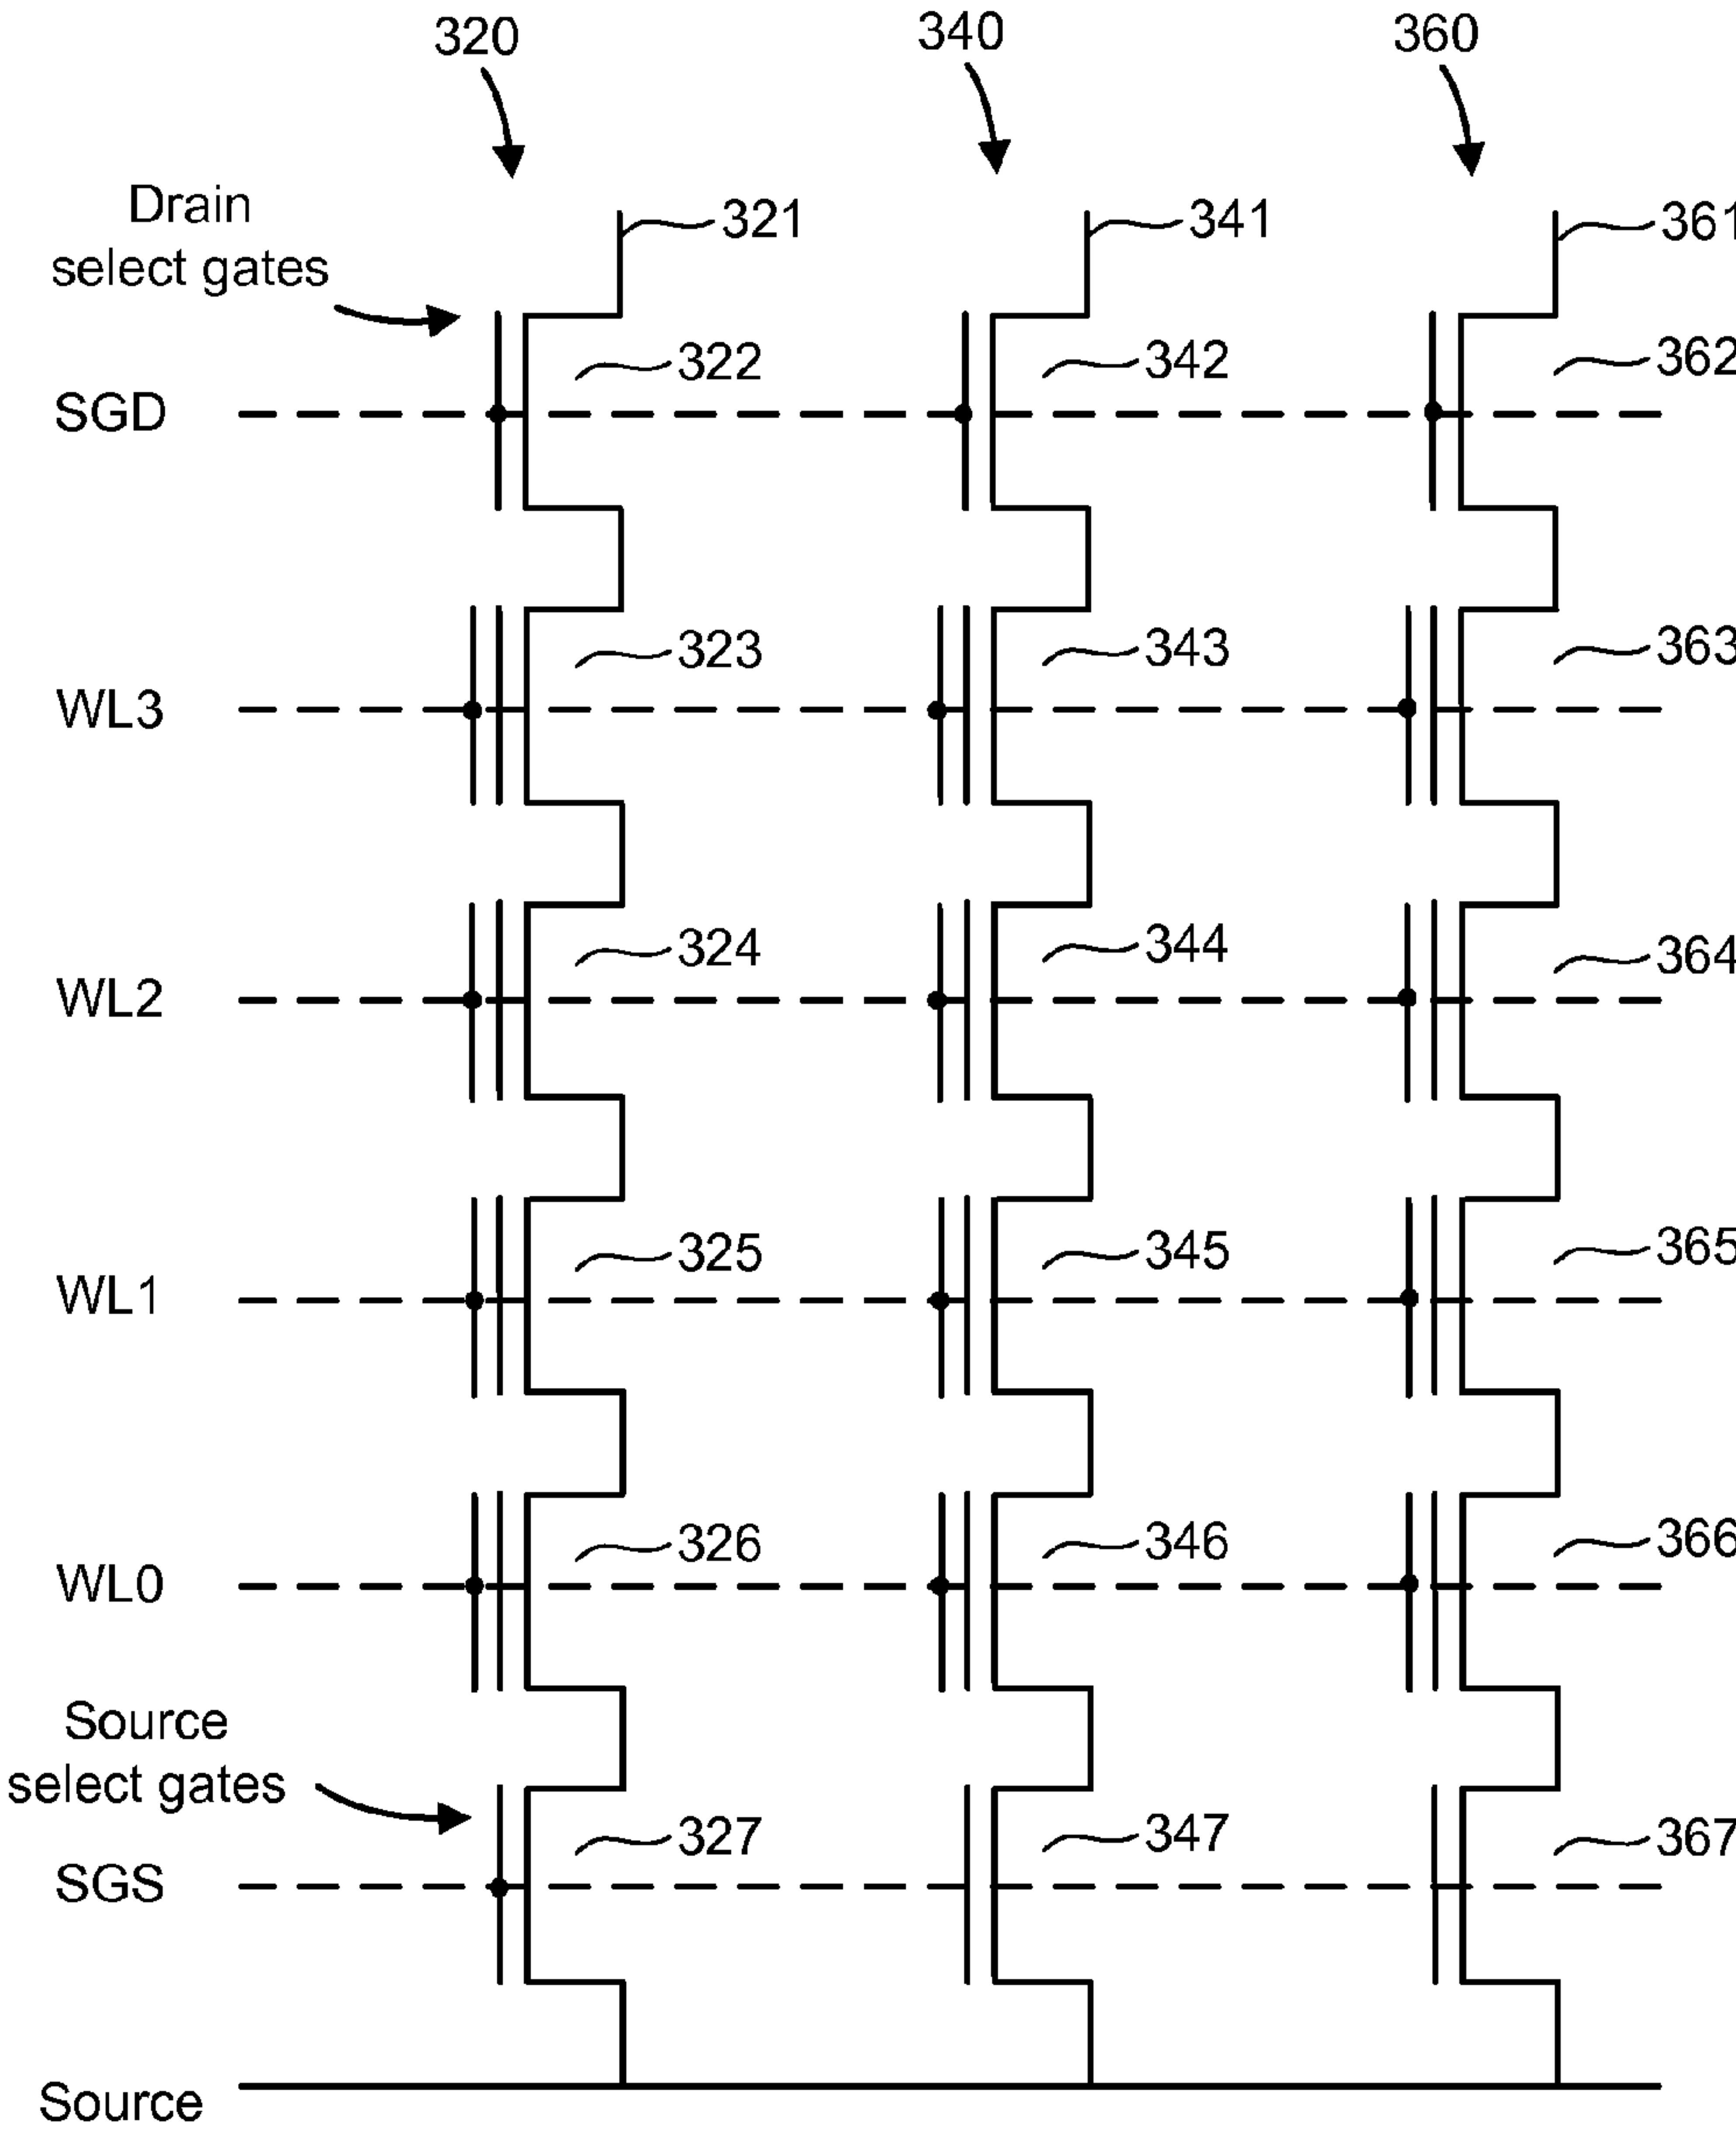 320 340 360
Drain
select gates
321 341 361
322 342 362
SGD
323 343 363
WL3
324 344 364
WL2
325 345 365
WL1
326 346 366
WL0
Source
select gates
327 347 367
SGS
Source